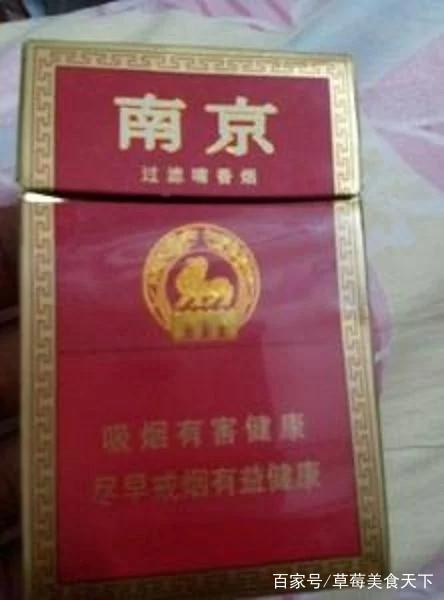 南京
过滤嘴香烟
吸烟有害健康
尽早戒烟有益健康
百家号/草莓美食天下